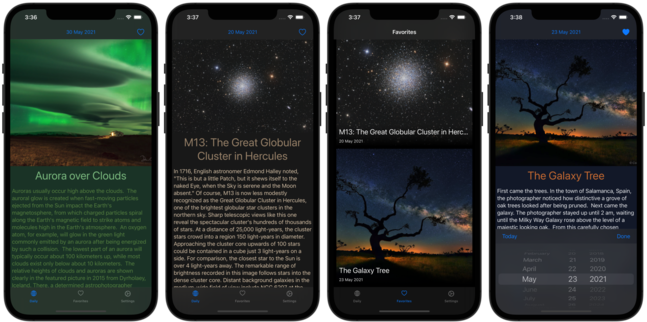 3:36
20 May 2021
Aurora over Clouds
Auroras usually occur high above the clouds. The
auroral glow is created when fast-moving particles
ejected from the Sun impact the Earth's
magnetosphere, from which charged particles spiral
along the Earth's magnetic field to strike atoms and
molecules high in the Earth's atmosphere. An oxygen
atom, for example, will glow in the green light
commonly emitted by an aurora after being energized
by such a collision. The lowest part of an aurora will
typically occur about 100 kilometers up, while most
clouds exist only below about 10 kilometers. The
relative heights of clouds and auroras are shown
clearly in the featured picture in 2015 from Dyrholaey,
Iceland. There, a determined astrophotographer
Daily
Favorites
Settings
3:37
20 May 2021
M13: The Great Globular
Cluster in Hercules
In 1716, English astronomer Edmond Halley noted,
"This is but a little Patch, but it shews itself to the
naked Eye, when the Sky is serene and the Moon
absent." Of course, M13 is now less modestly
recognized as the Great Globular Cluster in Hercules,
one of the brightest globular star clusters in the
northern sky. Sharp telescopic views like this one
reveal the spectacular cluster's hundreds of thousands
of stars. At a distance of 25,000 light-years, the cluster
stars crowd into a region 150 light-years in diameter.
Approaching the cluster core upwards of 100 stars
could be contained in a cube just 3 light-years on a
side. For comparison, the closest star to the Sun is
over 4 light-years away. The remarkable range of
brightness recorded in this image follows stars into the
dense cluster core. Distant background galaxies in the
Daily
Favorites
Settings
3:37
Favorites
M13: The Great Globular Cluster in Herc...
20 May 2021
The Galaxy Tree
23 May 2021
Daily
Favorites
Settings
3:38
20 May 2021
The Galaxy Tree
First came the trees. In the town of Salamanca, Spain,
the photographer noticed how distinctive a grove of
oak trees looked after being pruned. Next came the
galaxy. The photographer stayed up until 2 am, waiting
until the Milky Way Galaxy rose above the level of a
majestic looking oak. From this carefully chosen
Today
Done
March 21 2019
April 22 2020
May 23 2021
June 24 2022
July 25 2023